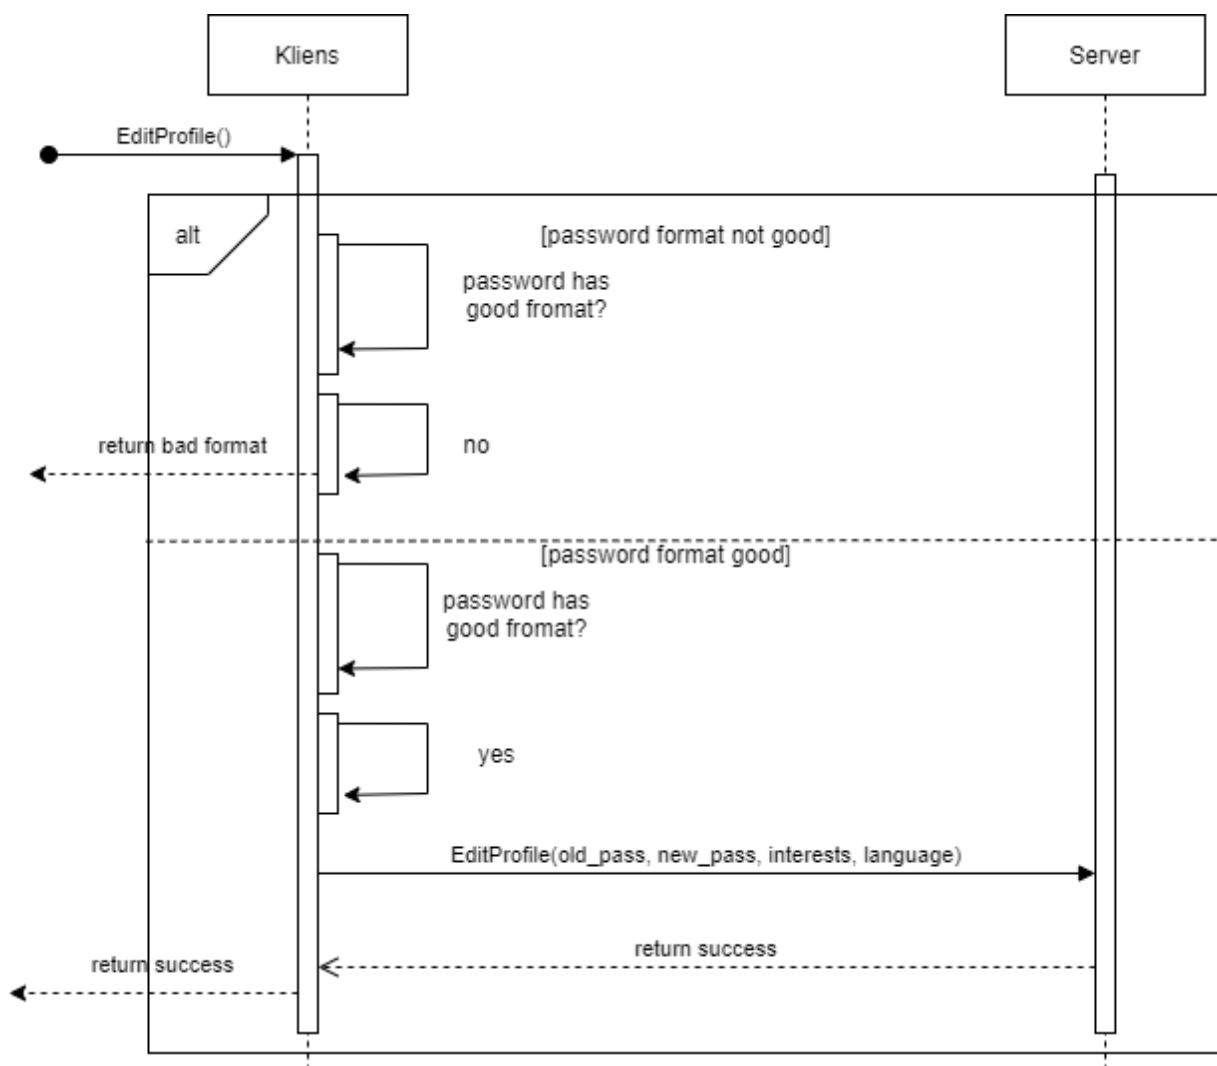 Kliens
Server
EditProfile()
alt
[password format not good]
password has
good fromat?
return bad format
no
[password format good]
password has
good fromat?
yes
EditProfile(old_pass, new_pass, interests, language)
return success
return success